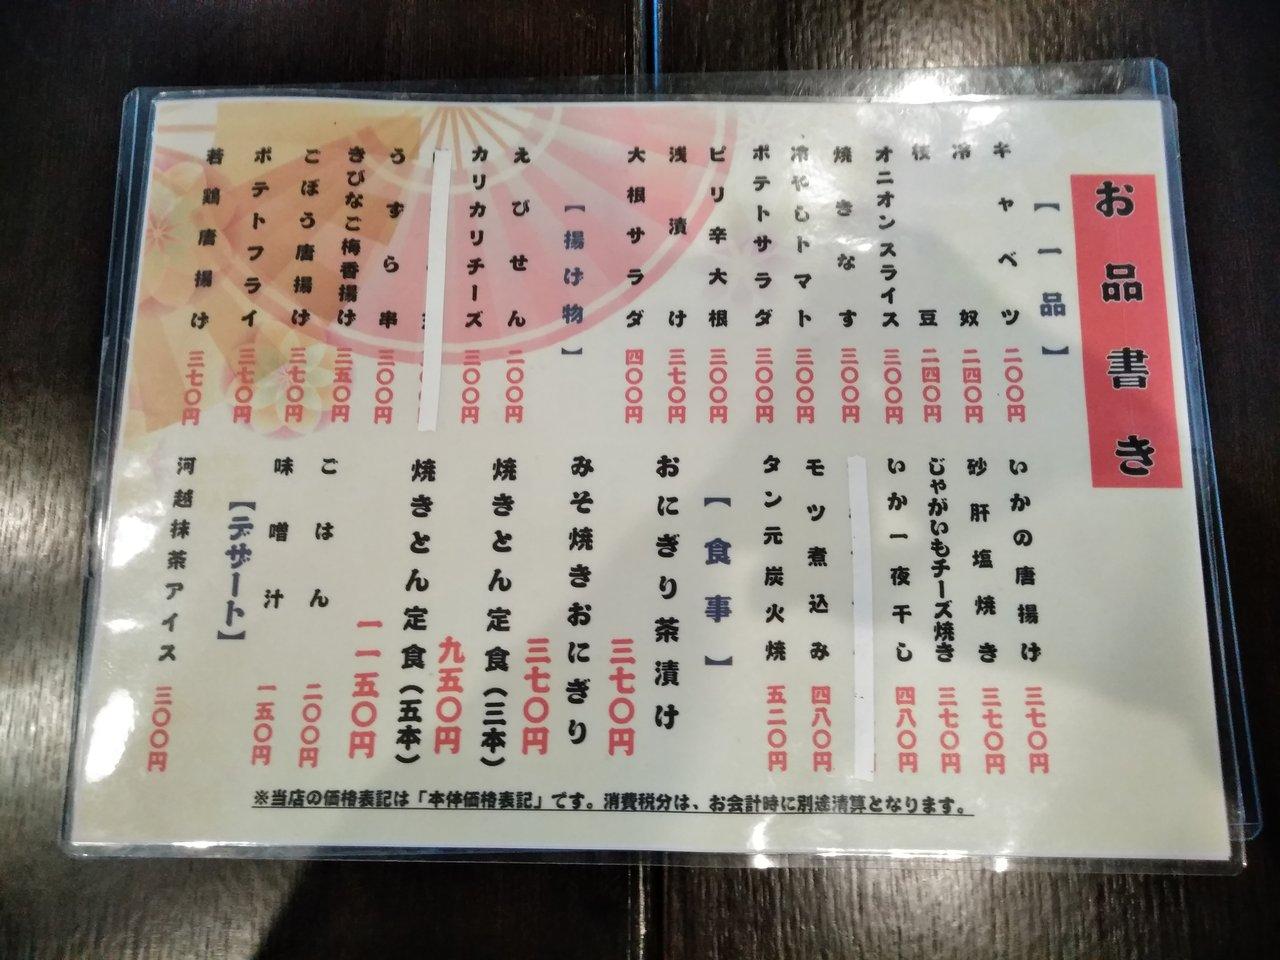 お品書き
【一品】
キャベツ 二〇〇円
冷奴 二四〇円
枝豆 二四〇円
オニオンスライス 三〇〇円
焼きなす 三〇〇円
冷やしトマト 三〇〇円
ポテトサラダ 三〇〇円
ピリ辛大根 三〇〇円
浅漬け 三七〇円
大根サラダ 四〇〇円
【揚げ物】
えびせん 二〇〇円
カリカリチーズ 三〇〇円
うずら串 三〇〇円
きびなご梅香揚げ 三五〇円
ごぼう唐揚げ 三七〇円
ポテトフライ 三七〇円
若鶏唐揚げ 三七〇円
いかの唐揚げ 三七〇円
砂肝塩焼き 三七〇円
じゃがいもチーズ焼き 三七〇円
いか一夜干し 四八〇円
モツ煮込み 四八〇円
タン元炭火焼 五二〇円
【食事】
おにぎり茶漬け 三七〇円
みそ焼きおにぎり 三七〇円
焼きとん定食（三本） 九五〇円
焼きとん定食（五本） 一一五〇円
ごはん 二〇〇円
味噌汁 一五〇円
【デザート】
河越抹茶アイス 三〇〇円
※当店の価格表記は「本体価格表記」です。消費税分は、お会計時に別途清算となります。